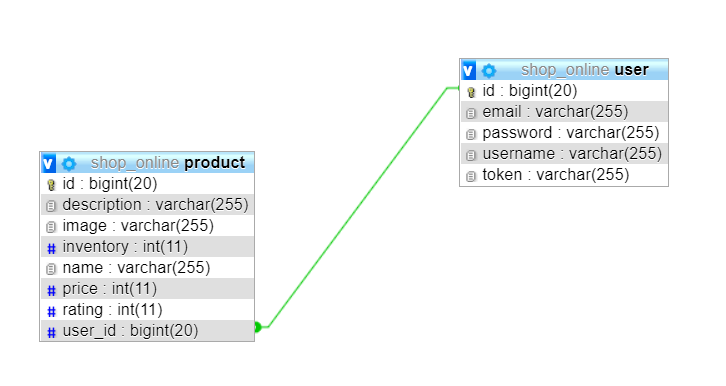 v shop_online user
id : bigint(20)
email : varchar(255)
password : varchar(255)
username : varchar(255)
token : varchar(255)
v shop_online product
id : bigint(20)
description : varchar(255)
image : varchar(255)
# inventory : int(11)
name : varchar(255)
# price : int(11)
# rating : int(11)
# user_id : bigint(20)